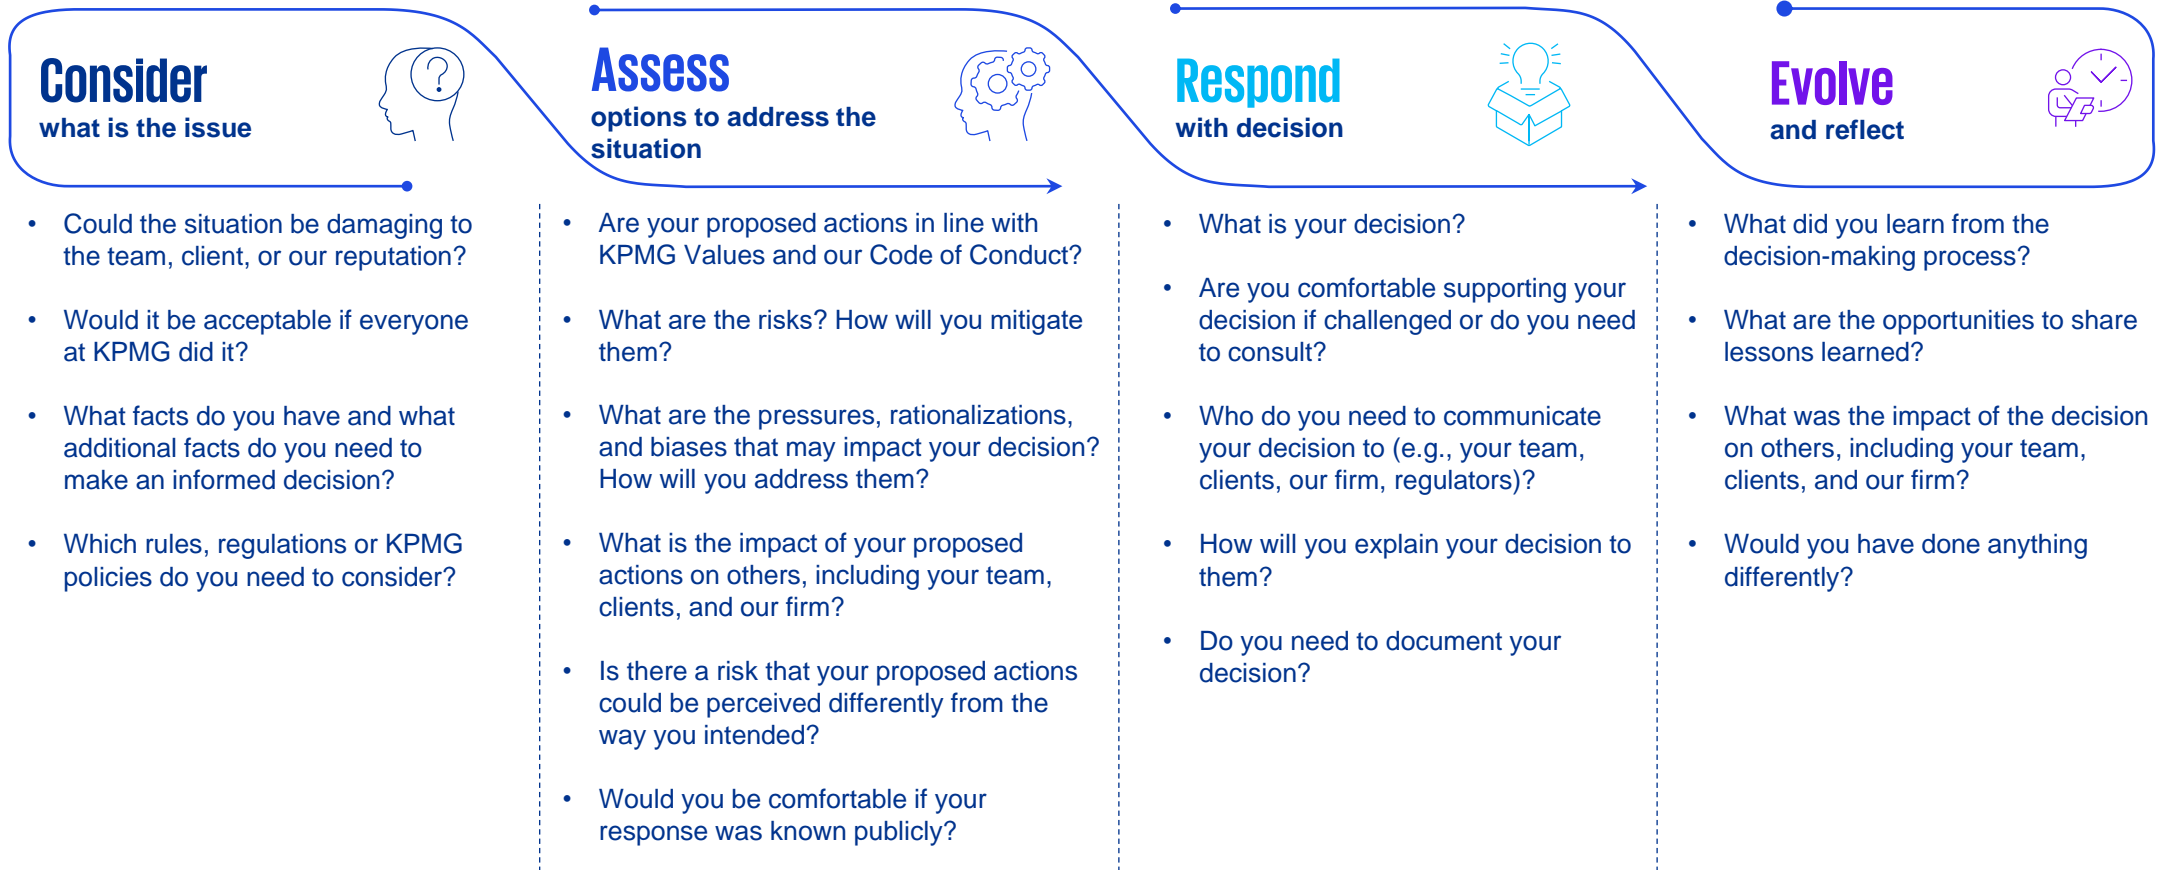 Consider
what is the issue
• Could the situation be damaging to
the team, client, or our reputation?
• Would it be acceptable if everyone
at KPMG did it?
• What facts do you have and what
additional facts do you need to
make an informed decision?
• Which rules, regulations or KPMG
policies do you need to consider?
Assess
options to address the
situation
• Are your proposed actions in line with
KPMG Values and our Code of Conduct?
• What are the risks? How will you mitigate
them?
• What are the pressures, rationalizations,
and biases that may impact your decision?
How will you address them?
• What is the impact of your proposed
actions on others, including your team,
clients, and our firm?
• Is there a risk that your proposed actions
could be perceived differently from the
way you intended?
• Would you be comfortable if your
response was known publicly?
Respond
with decision
• What is your decision?
• Are you comfortable supporting your
decision if challenged or do you need
to consult?
• Who do you need to communicate
your decision to (e.g., your team,
clients, our firm, regulators)?
• How will you explain your decision to
them?
• Do you need to document your
decision?
Evolve
and reflect
• What did you learn from the
decision-making process?
• What are the opportunities to share
lessons learned?
• What was the impact of the decision
on others, including your team,
clients, and our firm?
• Would you have done anything
differently?